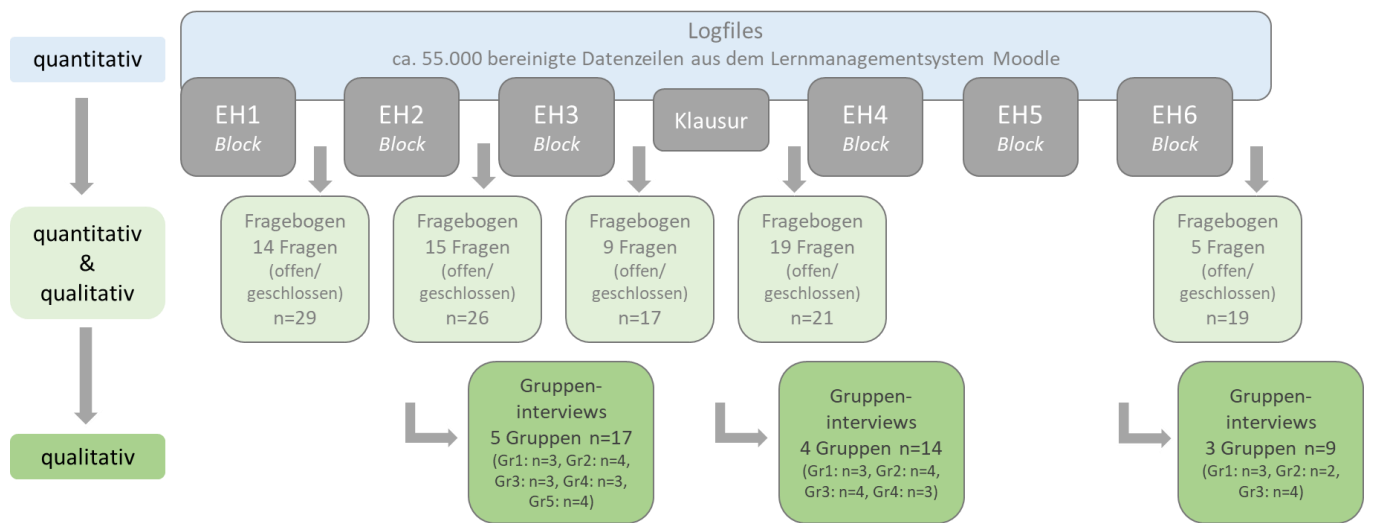 Logfiles
ca. 55.000 bereinigte Datenzeilen aus dem Lernmanagementsystem Moodle
quantitativ
EH1
Block
EH2
Block
EH3
Block
Klausur
EH4
Block
EH5
Block
EH6
Block
quantitativ
&
qualitativ
Fragebogen
14 Fragen
(offen/
geschlossen)
n=29
Fragebogen
15 Fragen
(offen/
geschlossen)
n=26
Fragebogen
9 Fragen
(offen/
geschlossen)
n=17
Fragebogen
19 Fragen
(offen/
geschlossen)
n=21
Fragebogen
5 Fragen
(offen/
geschlossen)
n=19
qualitativ
Gruppen-
interviews
5 Gruppen n=17
(Gr1: n=3, Gr2: n=4,
Gr3: n=3, Gr4: n=3,
Gr5: n=4)
Gruppen-
interviews
4 Gruppen n=14
(Gr1: n=3, Gr2: n=4,
Gr3: n=4, Gr4: n=3)
Gruppen-
interviews
3 Gruppen n=9
(Gr1: n=3, Gr2: n=2,
Gr3: n=4)